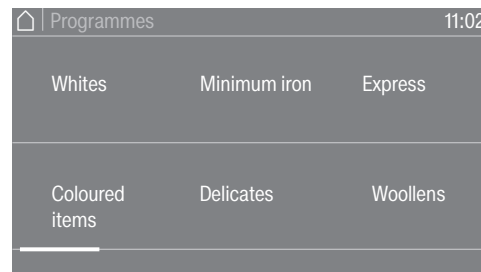 Programmes 11:02
Whites Minimum iron Express
Coloured Delicates Woollens
items